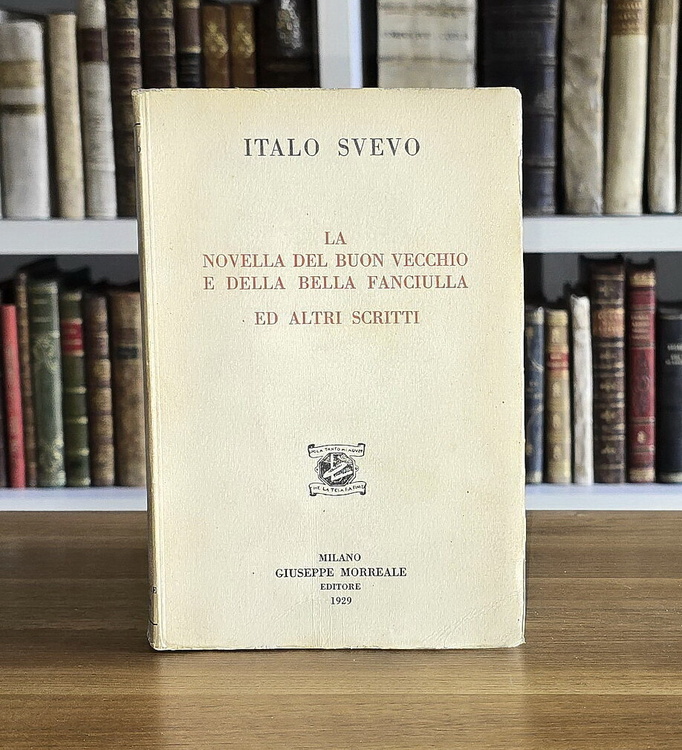 ITALO SVEVO
LA
NOVELLA DEL BUON VECCHIO
E DELLA BELLA FANCIULLA
ED ALTRI SCRITTI
MILANO
GIUSEPPE MORREALE
EDITORE
1929